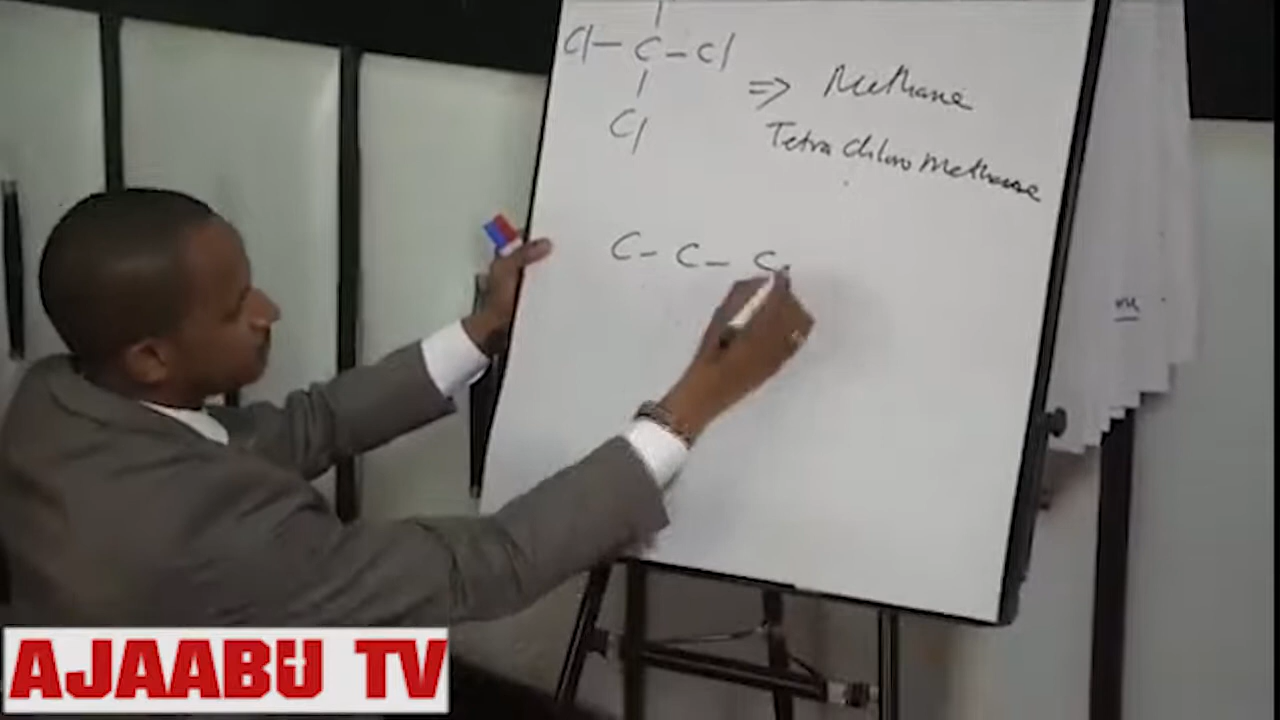 Cl — C — Cl
Cl
⇒ Methane
Tetra Chloro Methane
C – C – C
AJAABU TV